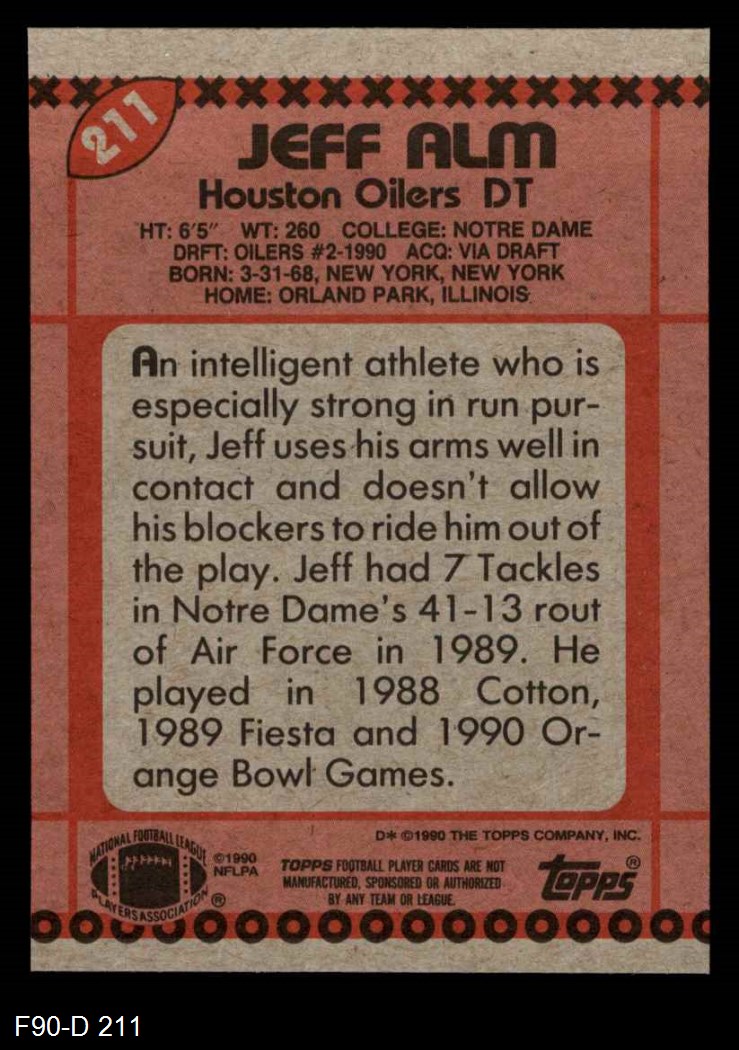 211
JEFF ALM
Houston Oilers DT
HT: 6'5" WT: 260 COLLEGE: NOTRE DAME
DRFT: OILERS #2-1990 ACQ: VIA DRAFT
BORN: 3-31-68, NEW YORK, NEW YORK
HOME: ORLAND PARK, ILLINOIS
An intelligent athlete who is
especially strong in run pur-
suit, Jeff uses his arms well in
contact and doesn't allow
his blockers to ride him out of
the play. Jeff had 7 Tackles
in Notre Dame's 41-13 rout
of Air Force in 1989. He
played in 1988 Cotton,
1989 Fiesta and 1990 Or-
ange Bowl Games.
D* ©1990 THE TOPPS COMPANY, INC.
NATIONAL FOOTBALL LEAGUE
PLAYERS ASSOCIATION ®
©1990
NFLPA
TOPPS FOOTBALL PLAYER CARDS ARE NOT
MANUFACTURED, SPONSORED OR AUTHORIZED
BY ANY TEAM OR LEAGUE.
topps®
F90-D 211